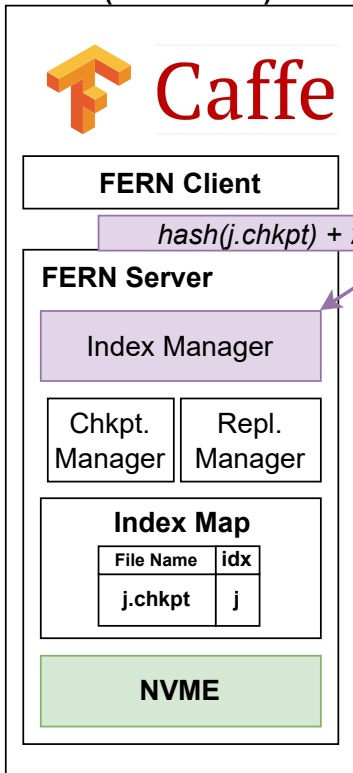 Caffe
FERN Client
hash(j.chkpt) +
FERN Server
Index Manager
Chkpt.
Manager
Repl.
Manager
Index Map
File Name idx
j.chkpt j
NVME